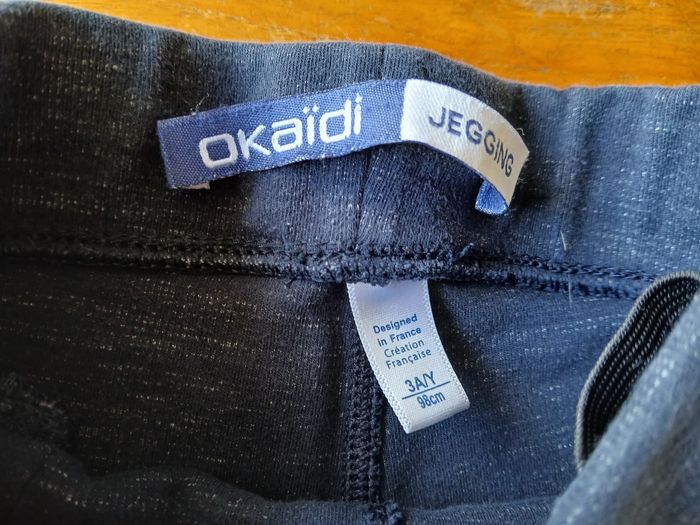 okaïdi
JEGGING
Designed
in France
Création
Française
3A/Y
98cm